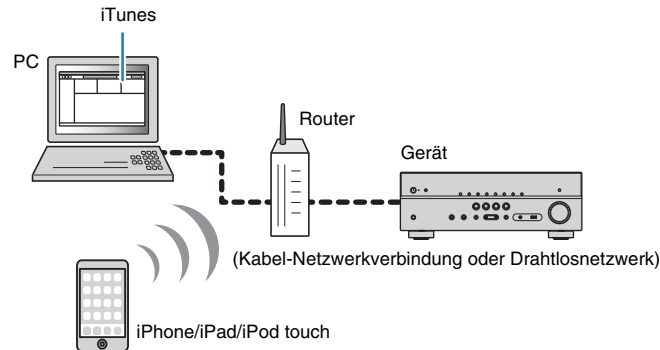 iTunes
PC
Router
Gerät
(Kabel-Netzwerkverbindung oder Drahtlosnetzwerk)
iPhone/iPad/iPod touch